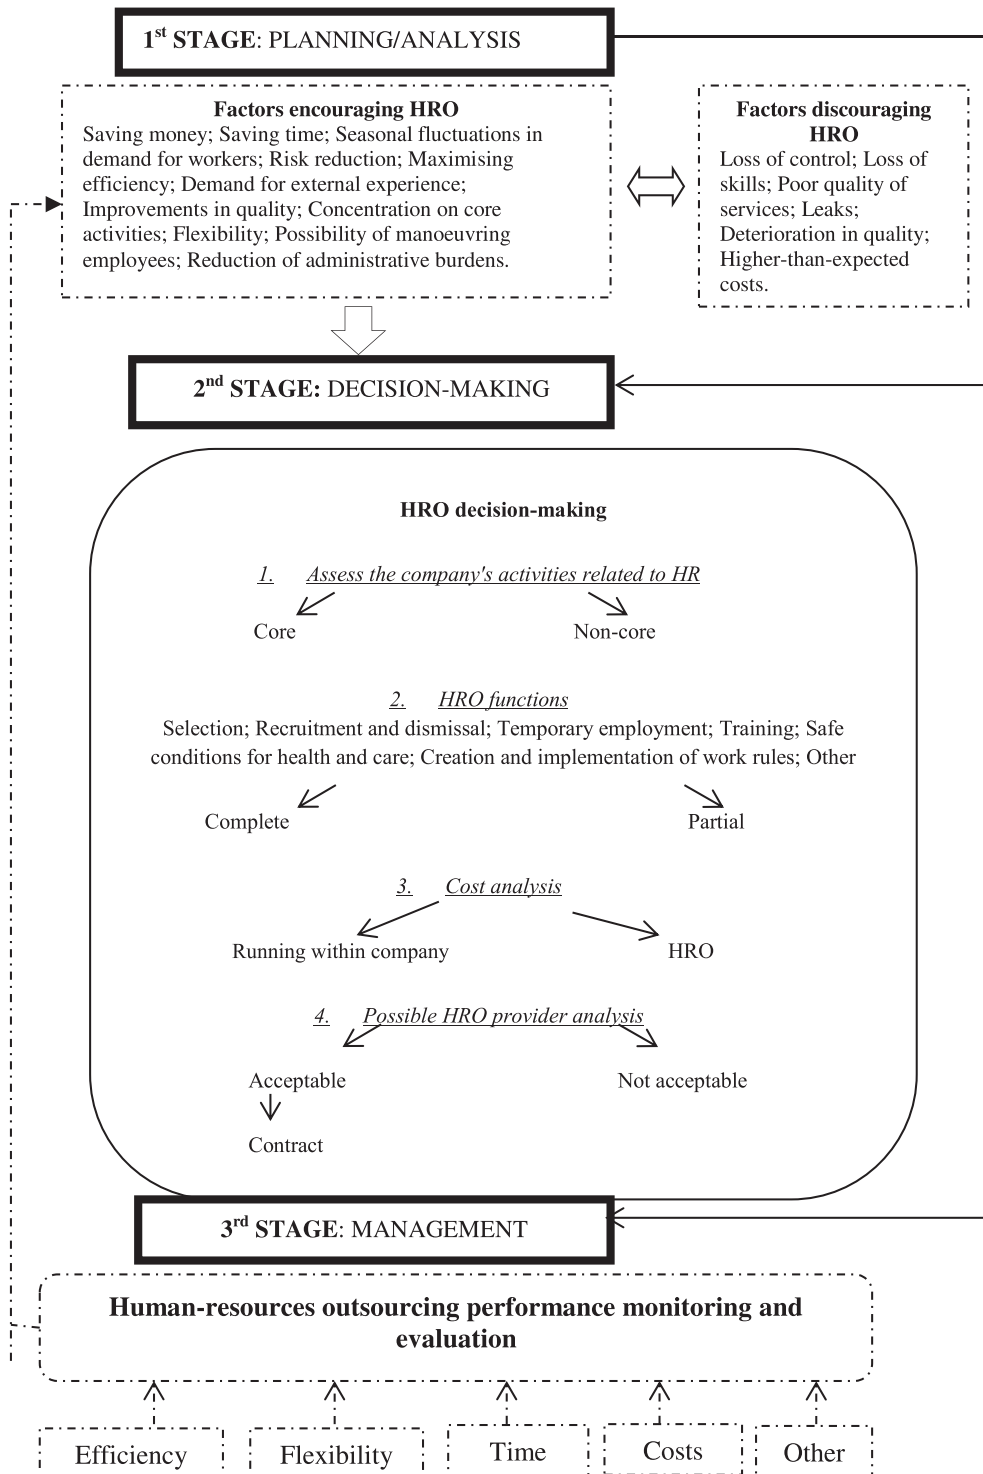 1st STAGE: PLANNING/ANALYSIS
Factors encouraging HRO
Saving money; Saving time; Seasonal fluctuations in
demand for workers; Risk reduction; Maximising
efficiency; Demand for external experience;
Improvements in quality; Concentration on core
activities; Flexibility; Possibility of manoeuvring
employees; Reduction of administrative burdens.
Factors discouraging
HRO
Loss of control; Loss of
skills; Poor quality of
services; Leaks;
Deterioration in quality;
Higher-than-expected
costs.
2nd STAGE: DECISION-MAKING
HRO decision-making
1. Assess the company's activities related to HR
Core
Non-core
2. HRO functions
Selection; Recruitment and dismissal; Temporary employment; Training; Safe
conditions for health and care; Creation and implementation of work rules; Other
Complete
Partial
3. Cost analysis
Running within company
HRO
4. Possible HRO provider analysis
Acceptable
Not acceptable
Contract
3rd STAGE: MANAGEMENT
Human-resources outsourcing performance monitoring and
evaluation
Efficiency
Flexibility
Time
Costs
Other